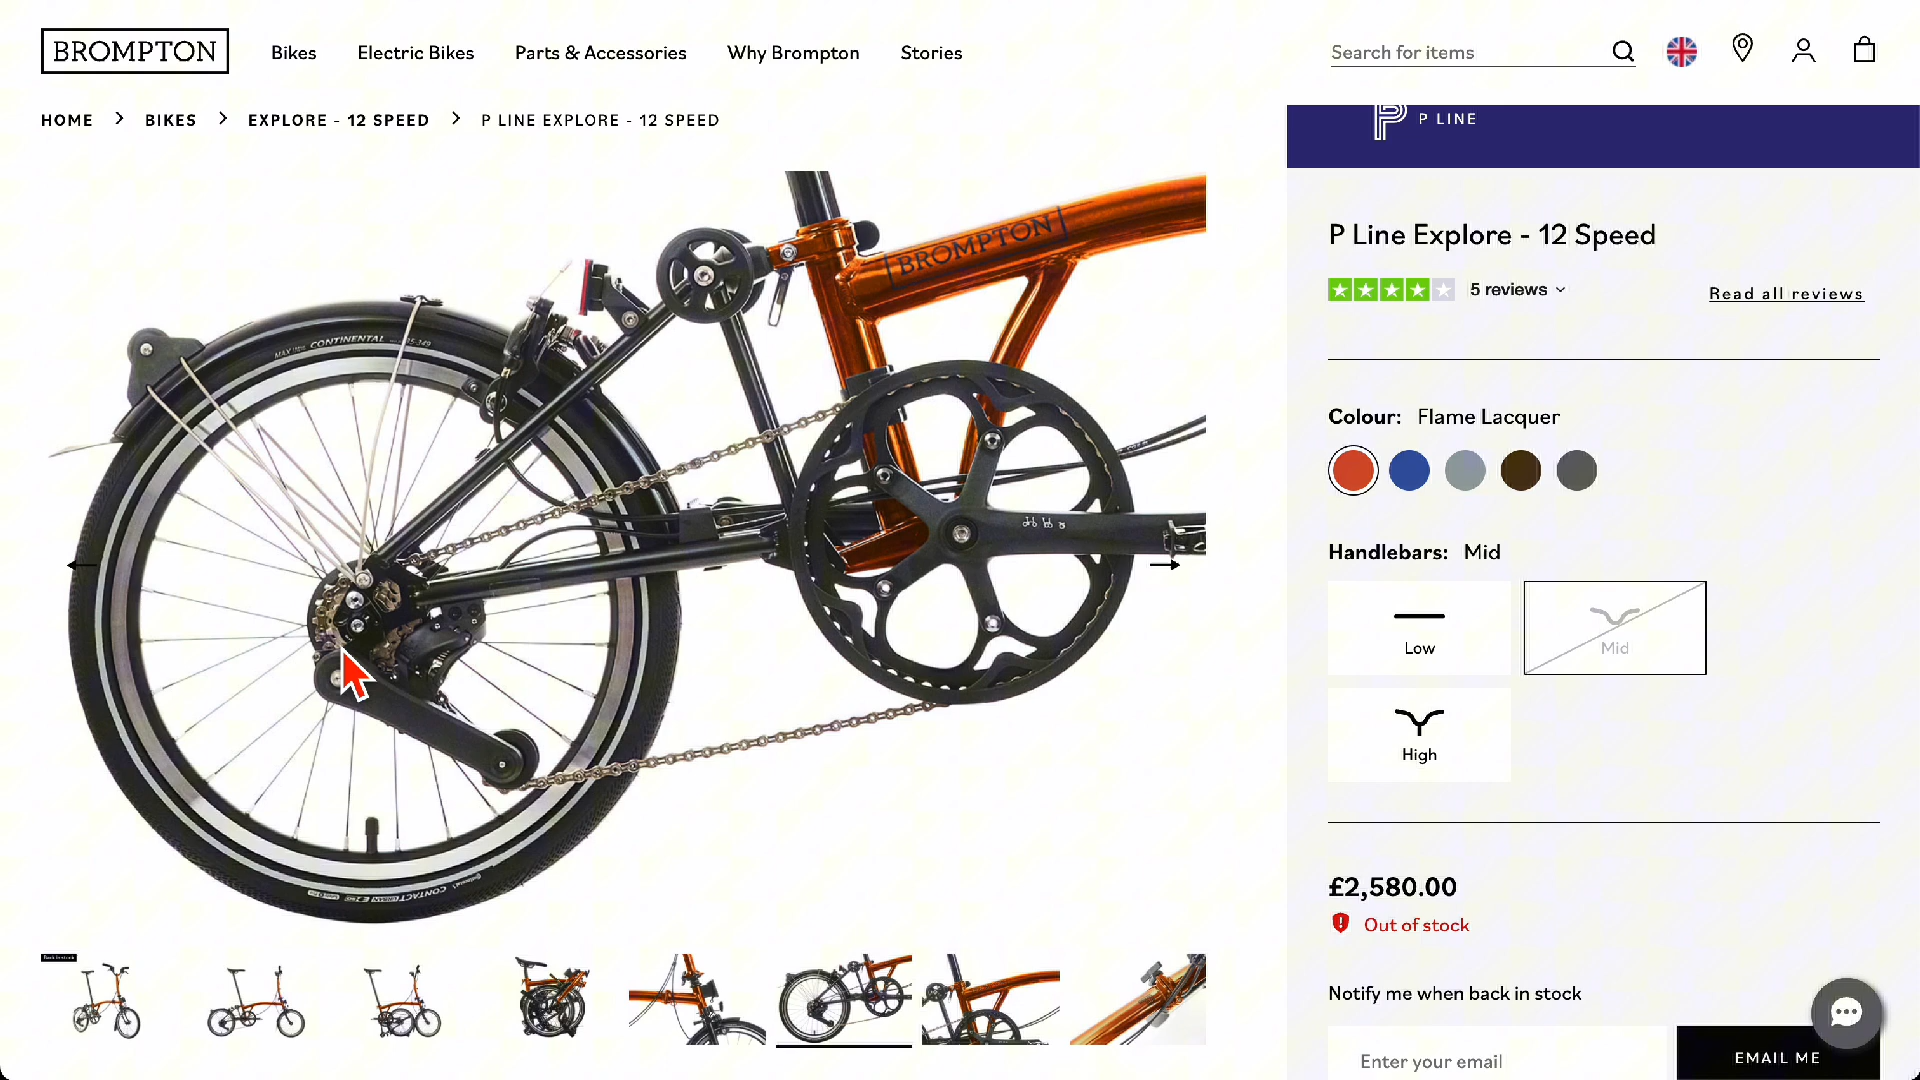 BROMPTON
Bikes
Electric Bikes
Parts & Accessories
Why Brompton
Stories
Search for items
HOME > BIKES > EXPLORE - 12 SPEED > P LINE EXPLORE - 12 SPEED
P LINE
P Line Explore - 12 Speed
5 reviews
Read all reviews
Colour: Flame Lacquer
Handlebars: Mid
Low
Mid
High
£2,580.00
Out of stock
Notify me when back in stock
Enter your email
EMAIL ME
BROMPTON
CONTINENTAL
CONTACT URBAN